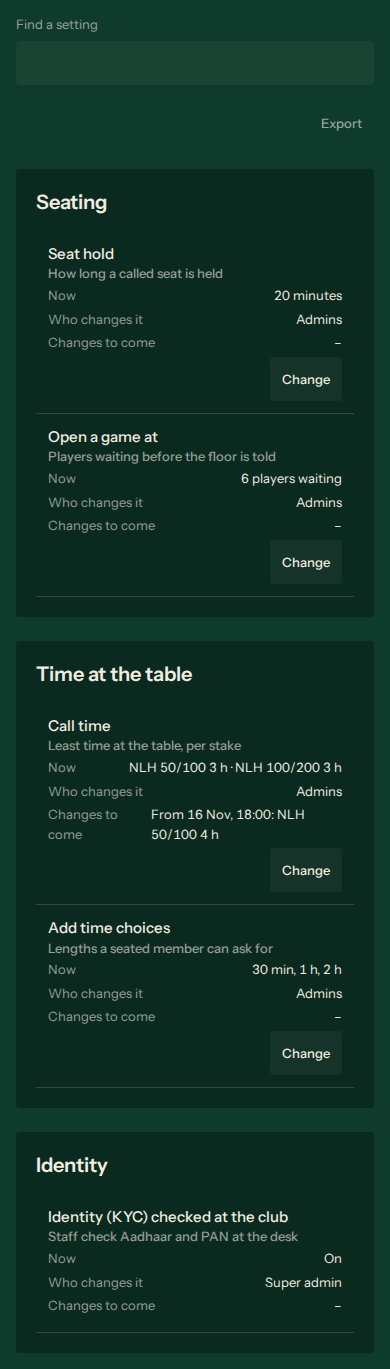 Find a setting
Export
Seating
Seat hold
How long a called seat is held
Now 20 minutes
Who changes it Admins
Changes to come –
Change
Open a game at
Players waiting before the floor is told
Now 6 players waiting
Who changes it Admins
Changes to come –
Change
Time at the table
Call time
Least time at the table, per stake
Now NLH 50/100 3 h · NLH 100/200 3 h
Who changes it Admins
Changes to come From 16 Nov, 18:00: NLH 50/100 4 h
Change
Add time choices
Lengths a seated member can ask for
Now 30 min, 1 h, 2 h
Who changes it Admins
Changes to come –
Change
Identity
Identity (KYC) checked at the club
Staff check Aadhaar and PAN at the desk
Now On
Who changes it Super admin
Changes to come –